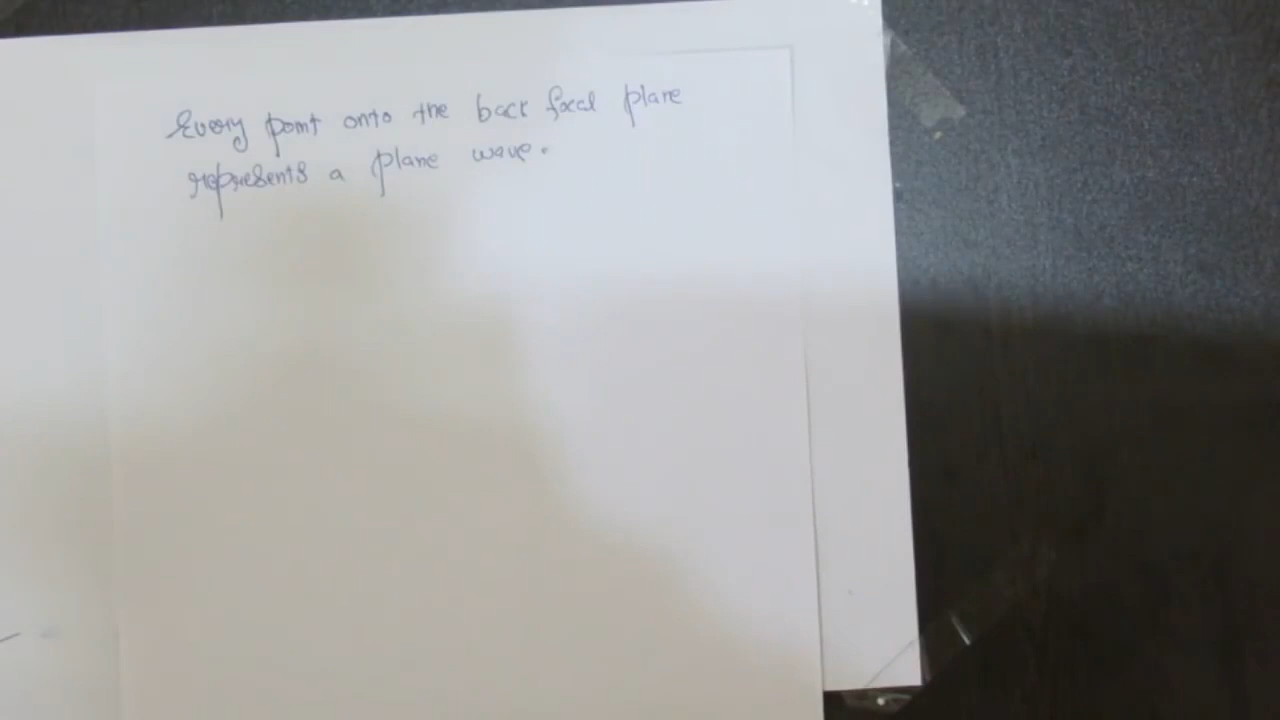 Every point onto the back focal plane
represents a plane wave.